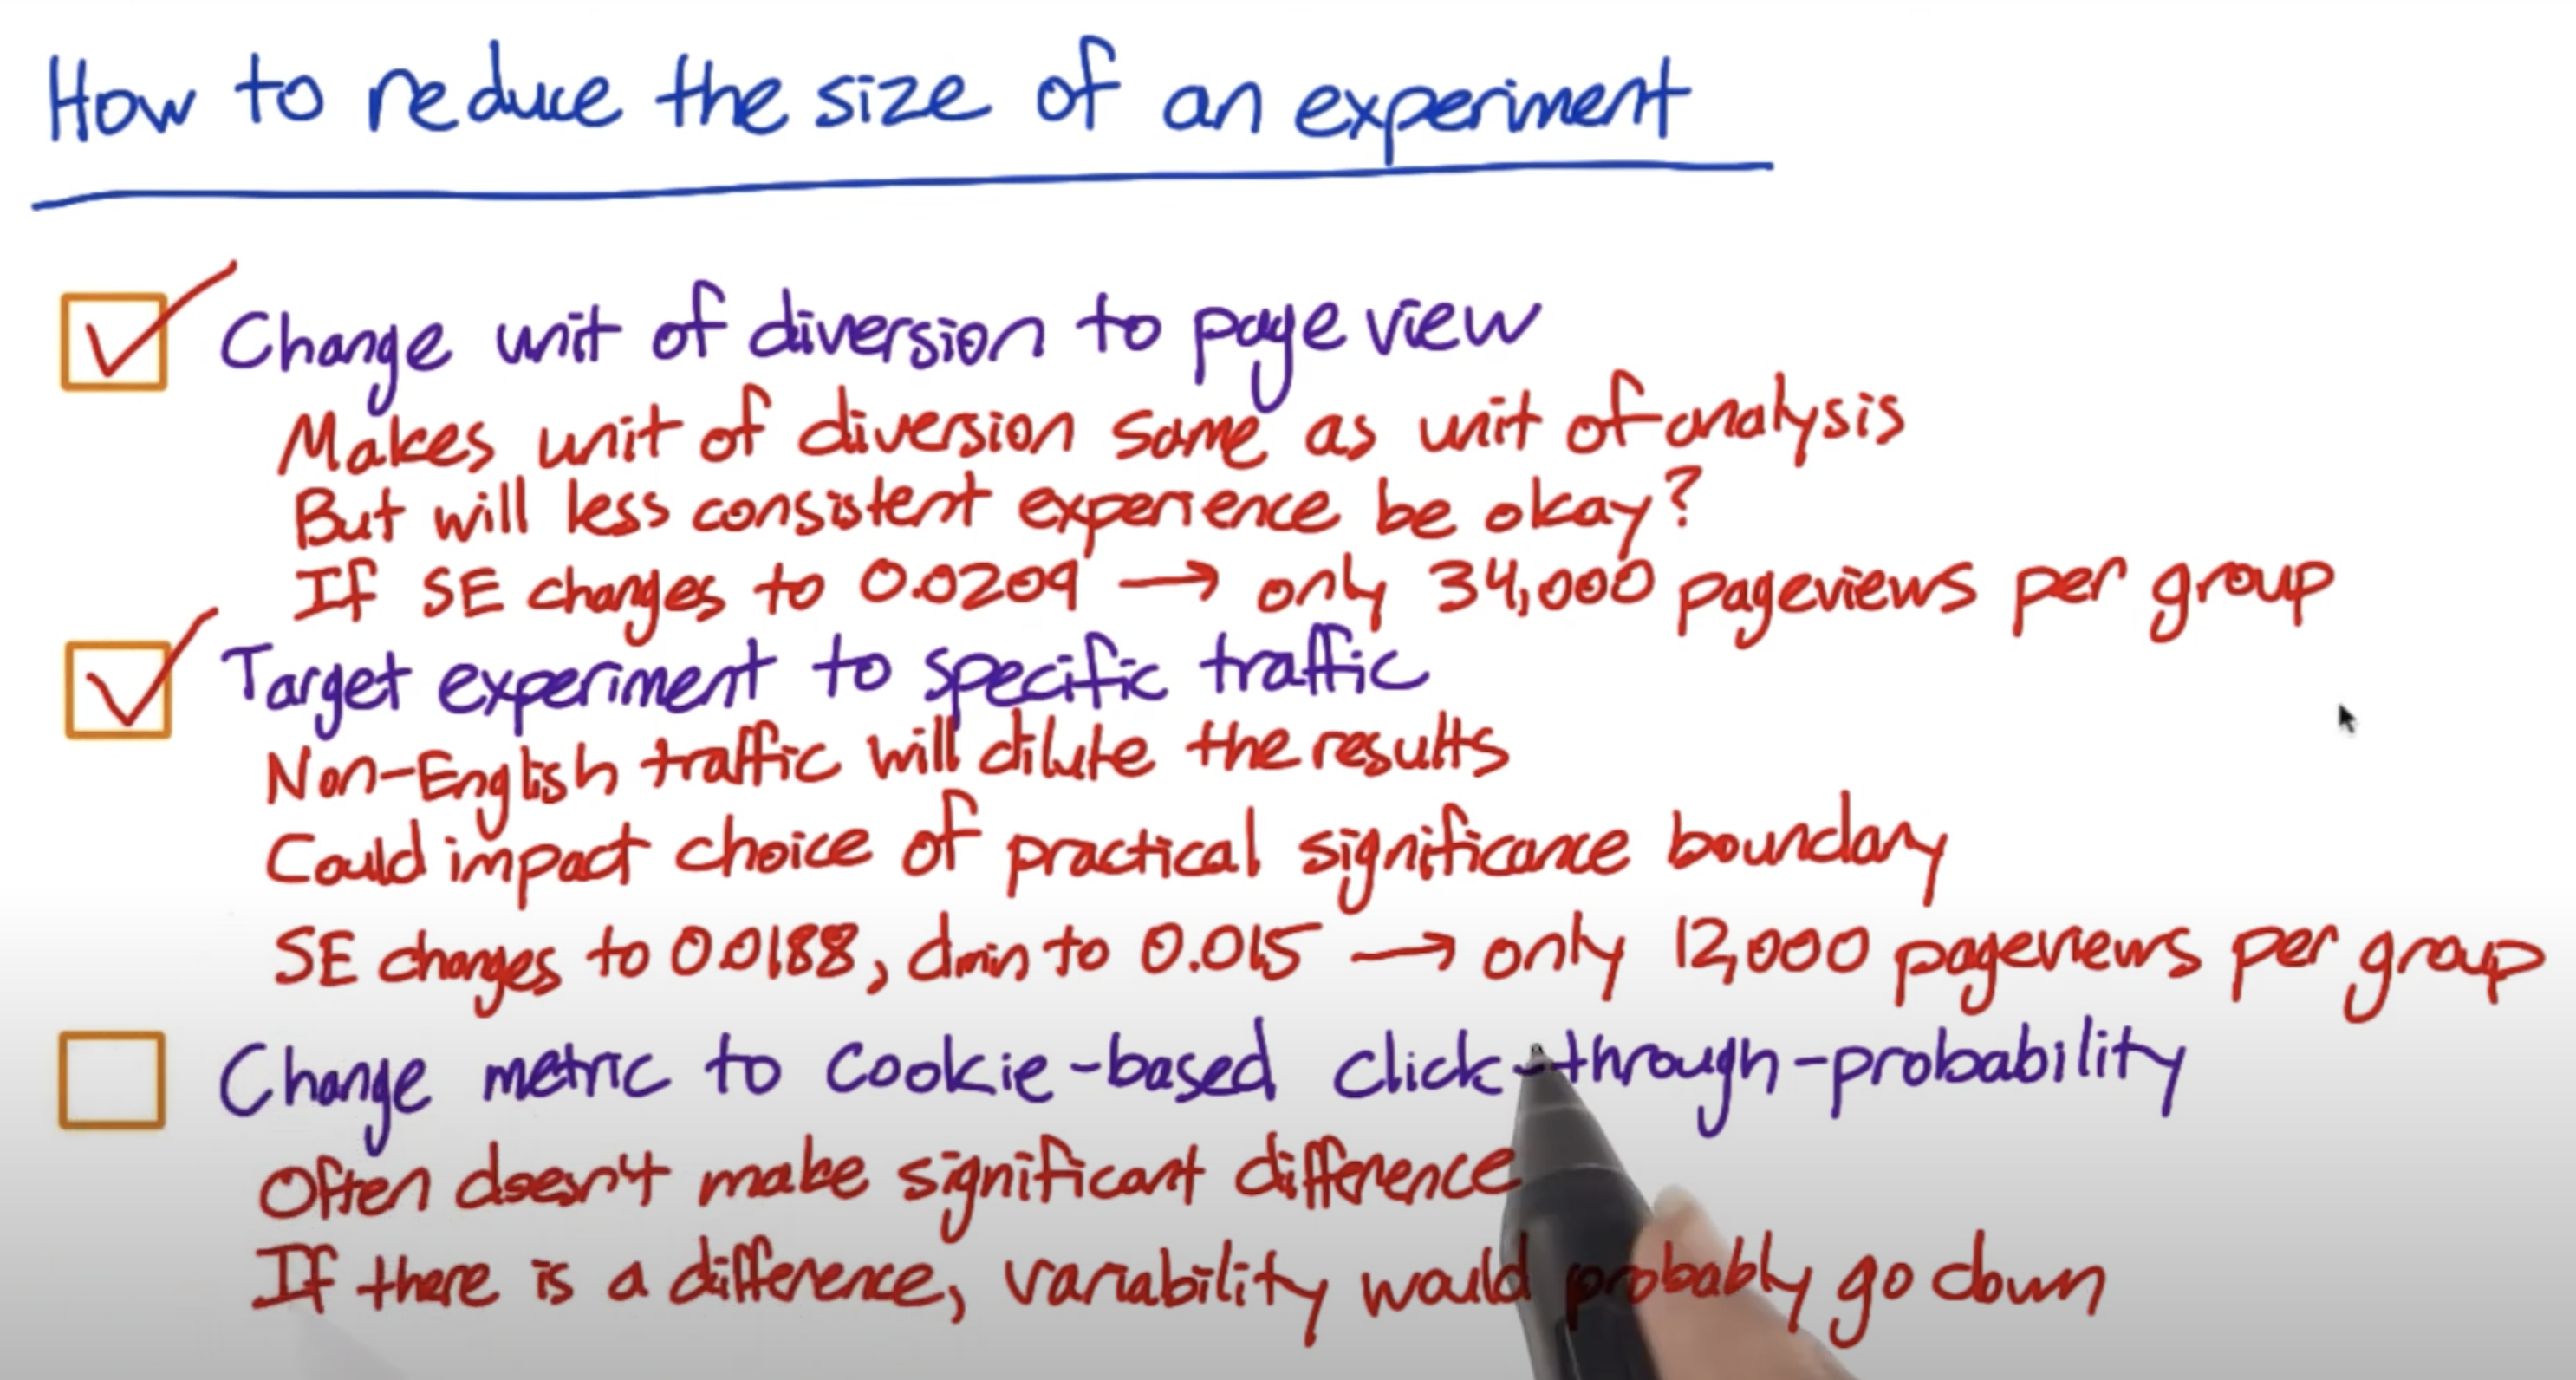 How to reduce the size of an experiment
Change unit of diversion to page view
Makes unit of diversion same as unit of analysis
But will less consistent experience be okay?
If SE changes to 0.0209 → only 34,000 pageviews per group
Target experiment to specific traffic
Non-English traffic will dilute the results
Could impact choice of practical significance boundary
SE changes to 0.0188, dmin to 0.015 → only 12,000 pageviews per group
Change metric to cookie-based click-through-probability
Often doesn't make significant difference
If there is a difference, variability would probably go down